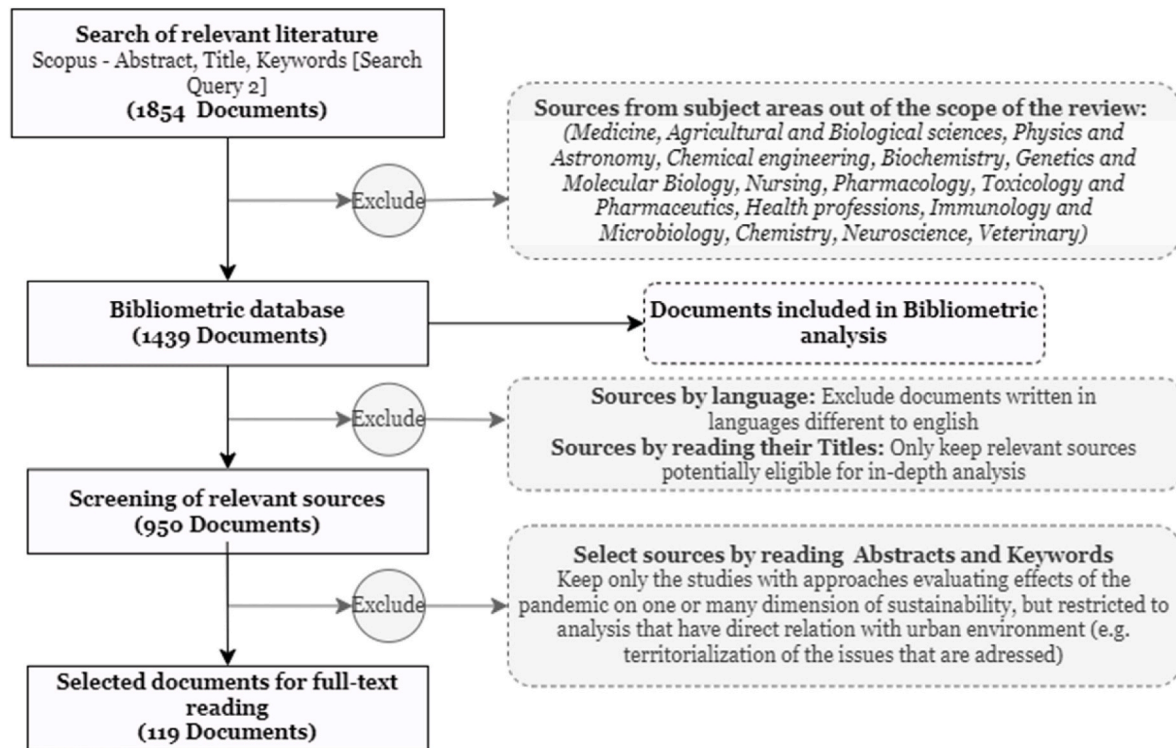 Search of relevant literature
Scopus - Abstract, Title, Keywords [Search
Query 2]
(1854 Documents)
Sources from subject areas out of the scope of the review:
(Medicine, Agricultural and Biological sciences, Physics and
Astronomy, Chemical engineering, Biochemistry, Genetics and
Molecular Biology, Nursing, Pharmacology, Toxicology and
Pharmaceutics, Health professions, Immunology and
Microbiology, Chemistry, Neuroscience, Veterinary)
Exclude
Bibliometric database
(1439 Documents)
Documents included in Bibliometric
analysis
Exclude
Sources by language: Exclude documents written in
languages different to english
Sources by reading their Titles: Only keep relevant sources
potentially eligible for in-depth analysis
Screening of relevant sources
(950 Documents)
Exclude
Select sources by reading Abstracts and Keywords
Keep only the studies with approaches evaluating effects of the
pandemic on one or many dimension of sustainability, but restricted to
analysis that have direct relation with urban environment (e.g.
territorialization of the issues that are adressed)
Selected documents for full-text
reading
(119 Documents)